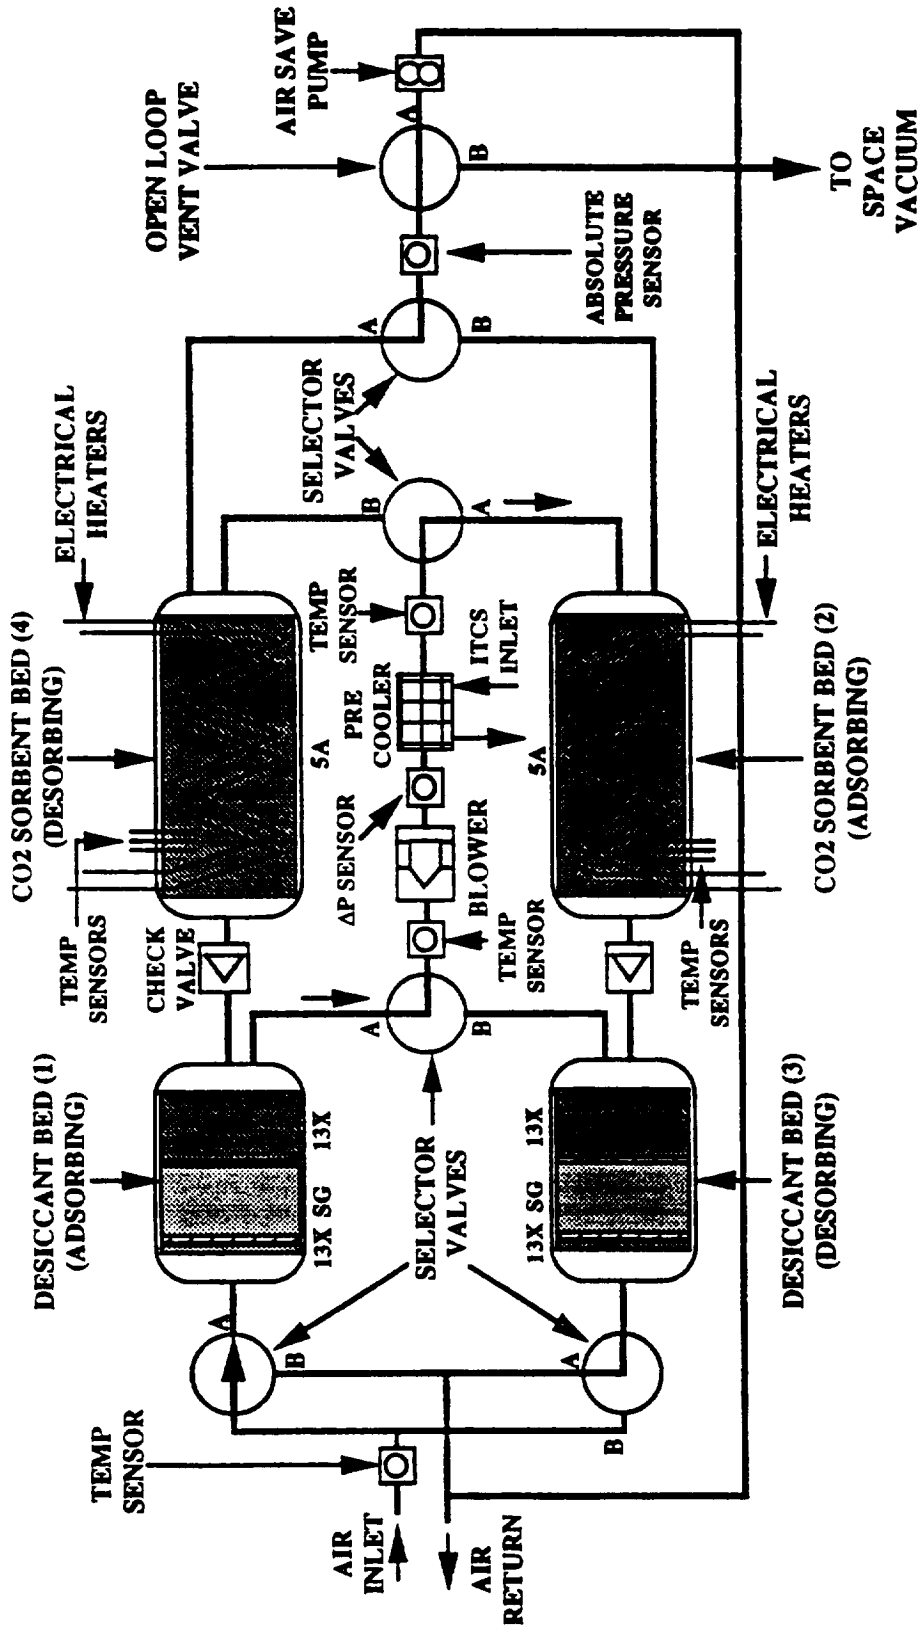 AIR SAVE
PUMP
OPEN LOOP
VENT VALVE
A
B
TO
SPACE
VACUUM
ABSOLUTE
PRESSURE
SENSOR
A
B
SELECTOR
VALVES
B
A
ELECTRICAL
HEATERS
ELECTRICAL
HEATERS
CO2 SORBENT BED (4)
(DESORBING)
5A
TEMP
SENSOR
PRE
COOLER
ITCS
INLET
5A
CO2 SORBENT BED (2)
(ADSORBING)
ΔP SENSOR
BLOWER
TEMP
SENSORS
CHECK
VALVE
TEMP
SENSOR
TEMP
SENSORS
A
B
DESICCANT BED (1)
(ADSORBING)
13X SG 13X
SELECTOR
VALVES
13X SG 13X
DESICCANT BED (3)
(DESORBING)
A
B
A
B
TEMP
SENSOR
AIR
INLET
AIR
RETURN